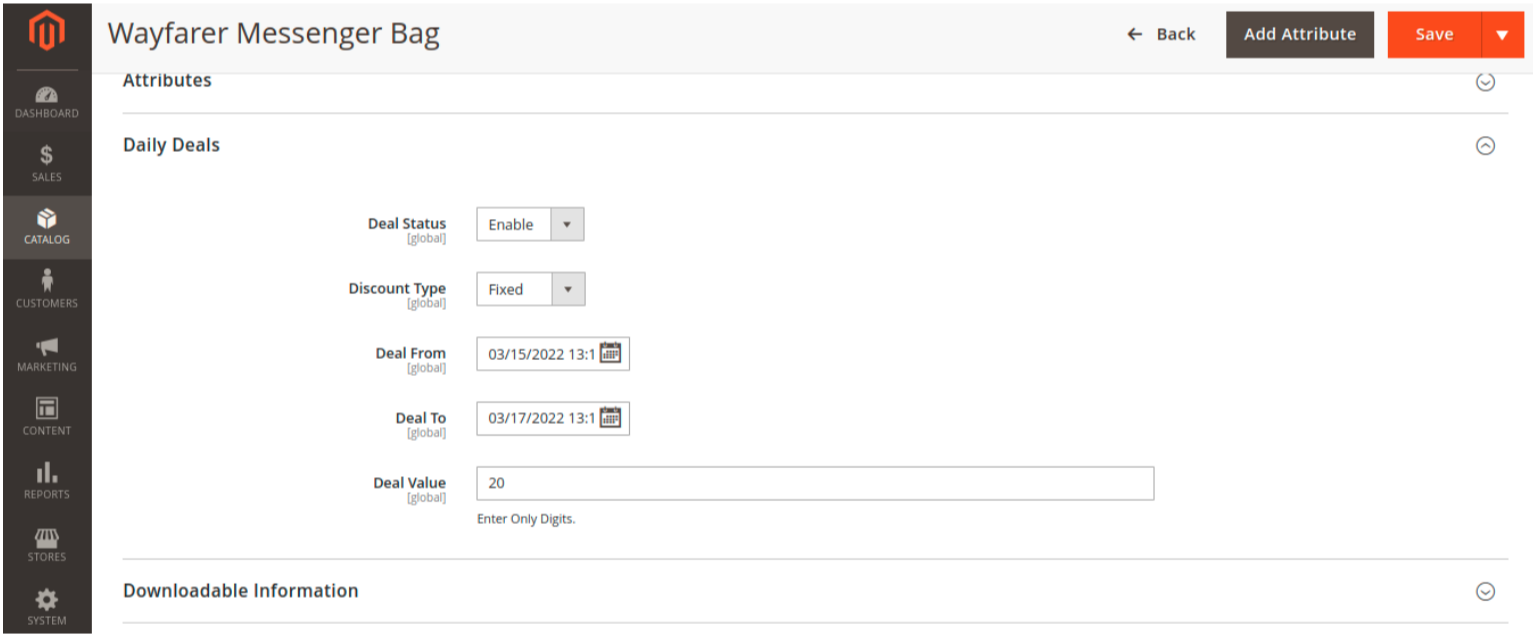 Wayfarer Messenger Bag
← Back
Add Attribute
Save
DASHBOARD
SALES
CATALOG
CUSTOMERS
MARKETING
CONTENT
REPORTS
STORES
SYSTEM
Attributes
Daily Deals
Deal Status
[global]
Enable
Discount Type
[global]
Fixed
Deal From
[global]
03/15/2022 13:1
Deal To
[global]
03/17/2022 13:1
Deal Value
[global]
20
Enter Only Digits.
Downloadable Information